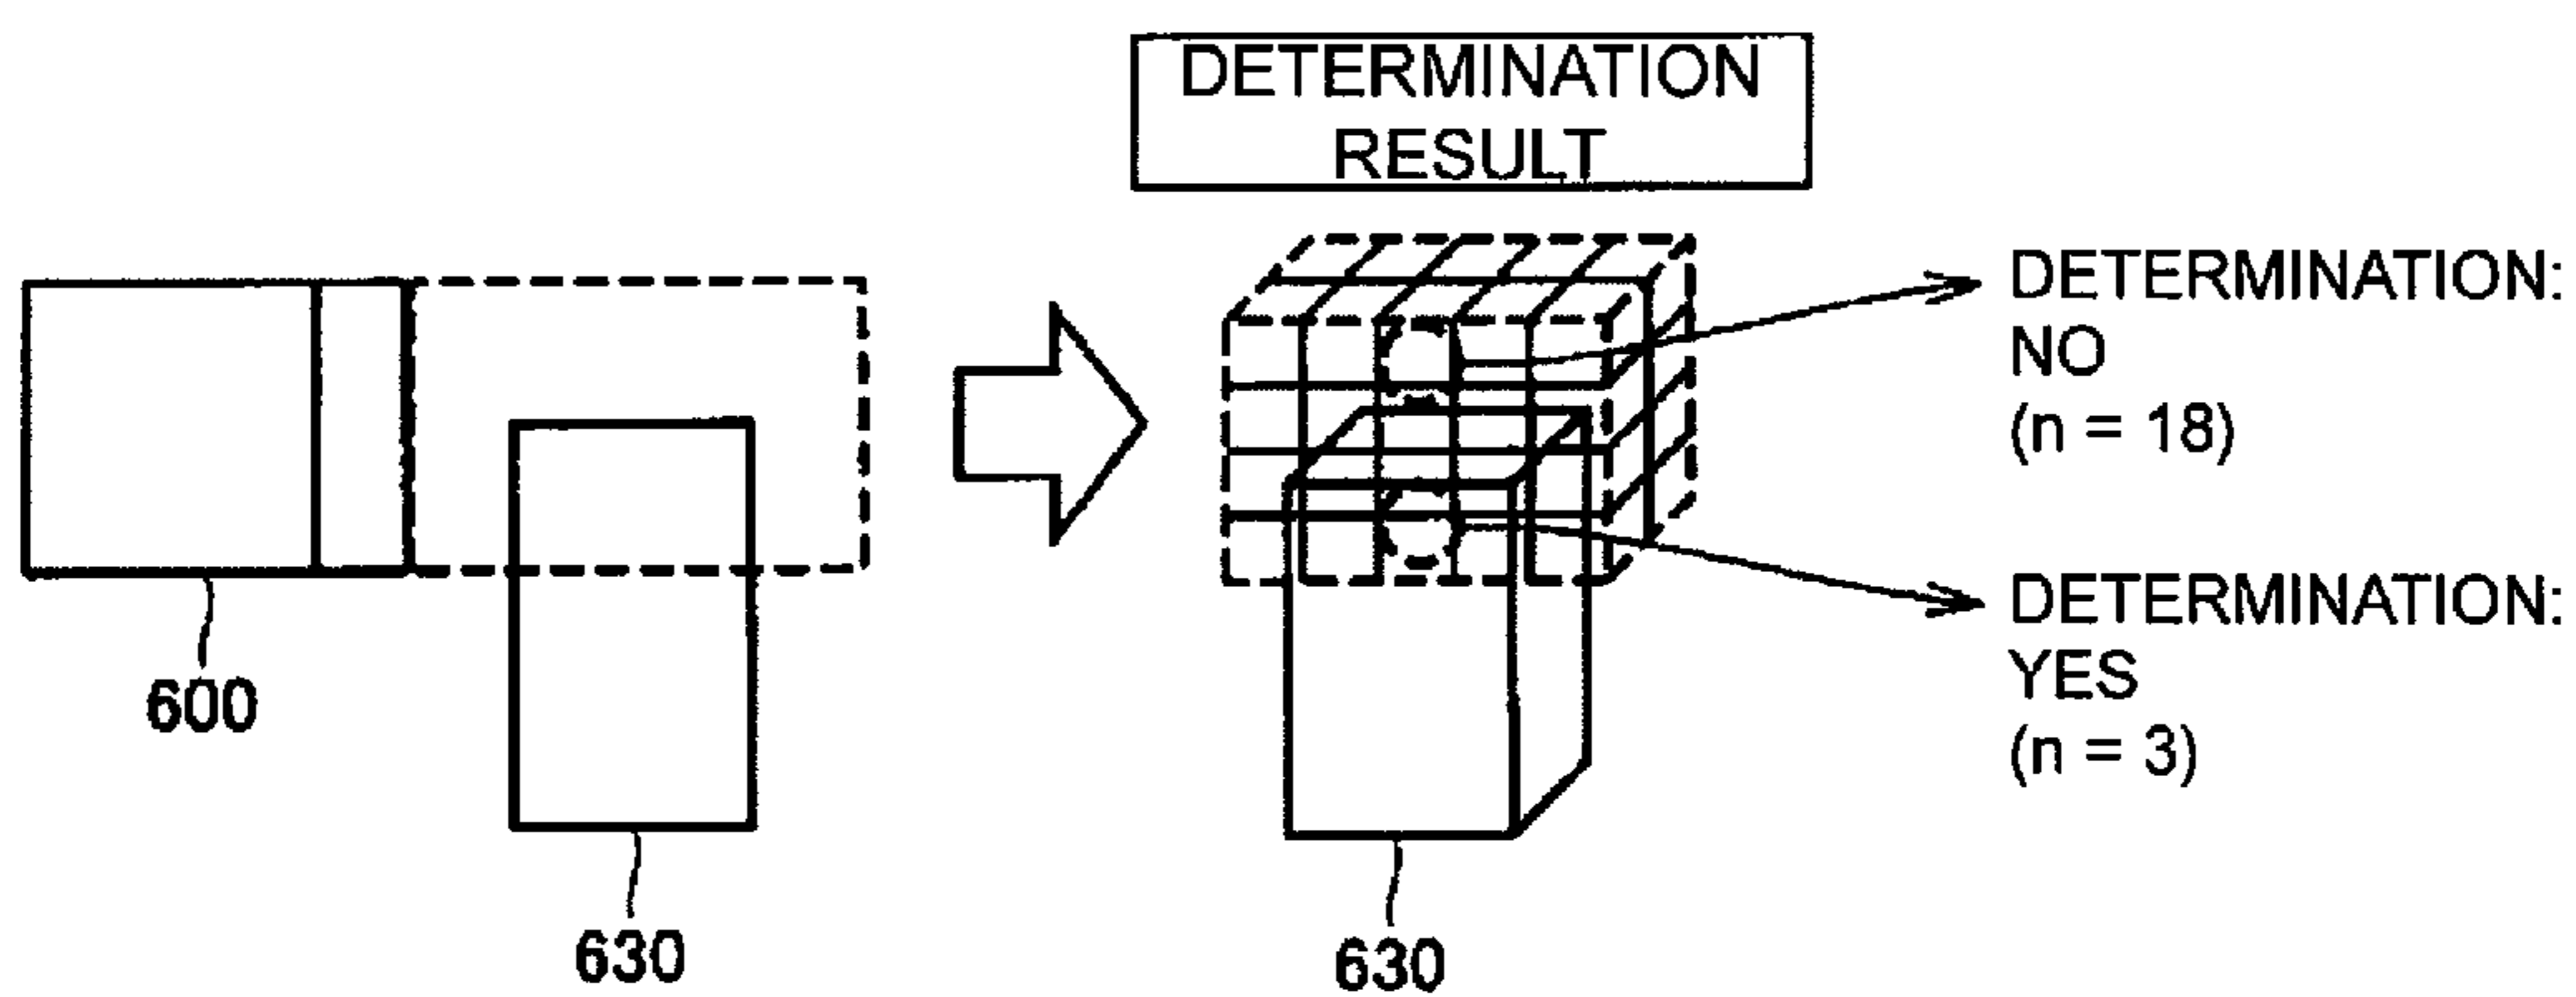 DETERMINATION
RESULT
DETERMINATION:
NO
(n = 18)
DETERMINATION:
YES
(n = 3)
600
630
630